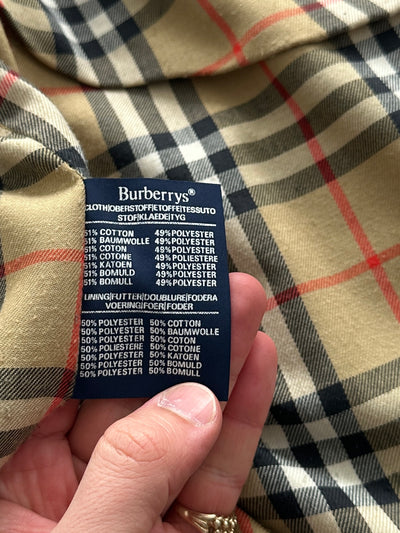 Burberrys®
CLOTH|OBERSTOFF|ETOFFE|TESSUTO
STOF|KLAEDE|TYG
51% COTTON 49% POLYESTER
51% BAUMWOLLE 49% POLYESTER
51% COTON 49% POLYESTER
51% COTONE 49% POLIESTERE
51% KATOEN 49% POLYESTER
51% BOMULD 49% POLYESTER
51% BOMULL 49% POLYESTER
LINING|FUTTER|DOUBLURE|FODERA
VOERING|FOER|FODER
50% POLYESTER 50% COTTON
50% POLYESTER 50% BAUMWOLLE
50% POLYESTER 50% COTON
50% POLIESTERE 50% COTONE
50% POLYESTER 50% KATOEN
50% POLYESTER 50% BOMULD
50% POLYESTER 50% BOMULL